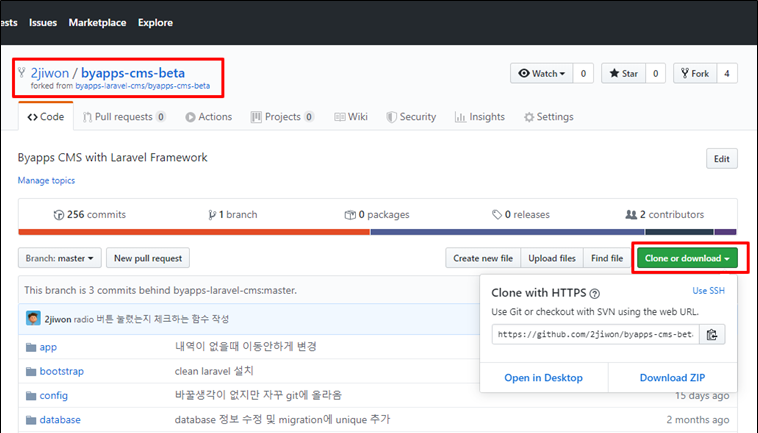 ests Issues Marketplace Explore
2jiwon / byapps-cms-beta
forked from byapps-laravel-cms/byapps-cms-beta
Watch 0 Star 0 Fork 4
Code Pull requests 0 Actions Projects 0 Wiki Security Insights Settings
Byapps CMS with Laravel Framework
Edit
Manage topics
256 commits 1 branch 0 packages 0 releases 2 contributors
Branch: master New pull request Create new file Upload files Find file Clone or download
This branch is 3 commits behind byapps-laravel-cms:master.
2jiwon radio 버튼 눌렸는지 체크하는 함수 작성
app 내역이 없을때 이동안하게 변경
bootstrap clean laravel 설치
config 바꿀생각이 없지만 자꾸 git에 올라옴 15 days ago
database database 정보 수정 및 migration에 unique 추가 2 months ago
Clone with HTTPS ?
Use SSH
Use Git or checkout with SVN using the web URL.
https://github.com/2jiwon/byapps-cms-bet
Open in Desktop Download ZIP